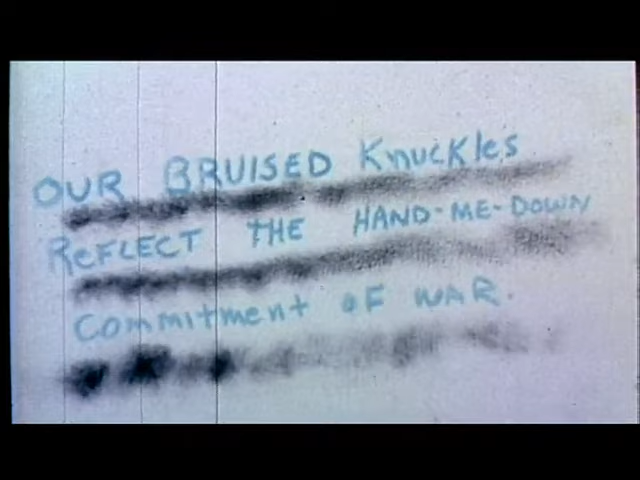 OUR BRUISED KnucKles
ReFLECT THE HAND-ME-DOWN
commitment OF WAR.